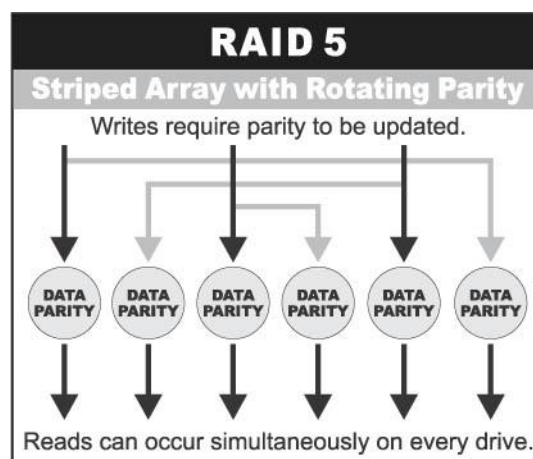 RAID 5
Striped Array with Rotating Parity
Writes require parity to be updated.
DATA PARITY
DATA PARITY
DATA PARITY
DATA PARITY
DATA PARITY
DATA PARITY
Reads can occur simultaneously on every drive.